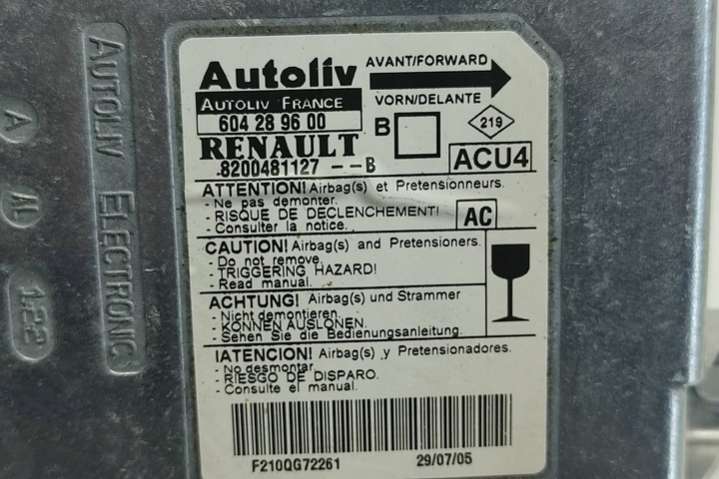 Autoliv
AVANT/FORWARD
AUTOLIV FRANCE
VORN/DELANTE
604 28 96 00
B
219
RENAULT
8200481127 --B
ACU4
ATTENTION! Airbag(s) et Pretensionneurs.
- Ne pas demonter.
- RISQUE DE DECLENCHEMENT!
- Consulter la notice.
AC
CAUTION! Airbag(s) and Pretensioners.
- Do not remove.
- TRIGGERING HAZARD!
- Read manual.
ACHTUNG! Airbag(s) und Strammer
- Nicht demontieren.
- KONNEN AUSLONEN.
- Sehen Sie die Bedienungsanleitung.
!ATENCION! Airbag(s) y Pretensionadores.
- No desmontar
- RIESGO DE DISPARO.
- Consulte el manual.
F210QG72261
29/07/05
AUTOLIV ELECTRONIC
A
AL
1-22